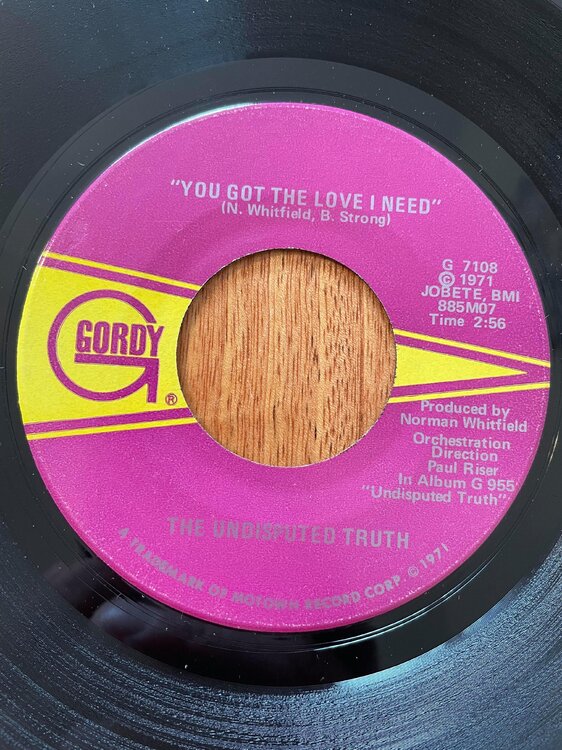 "YOU GOT THE LOVE I NEED"
(N. Whitfield, B. Strong)
G 7108
© 1971
JOBETE, BMI
885M07
Time 2:56
GORDY
G
®
Produced by
Norman Whitfield
Orchestration
Direction
Paul Riser
In Album G 955
"Undisputed Truth"
THE UNDISPUTED TRUTH
A TRADEMARK OF MOTOWN RECORD CORP. © 1971